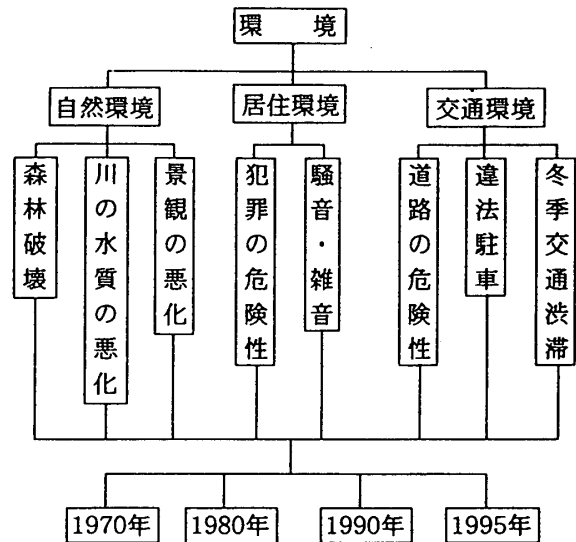 環 境
自然環境
居住環境
交通環境
森林破壊
川の水質の悪化
景観の悪化
犯罪の危険性
騒音・雑音
道路の危険性
違法駐車
冬季交通渋滞
1970年
1980年
1990年
1995年